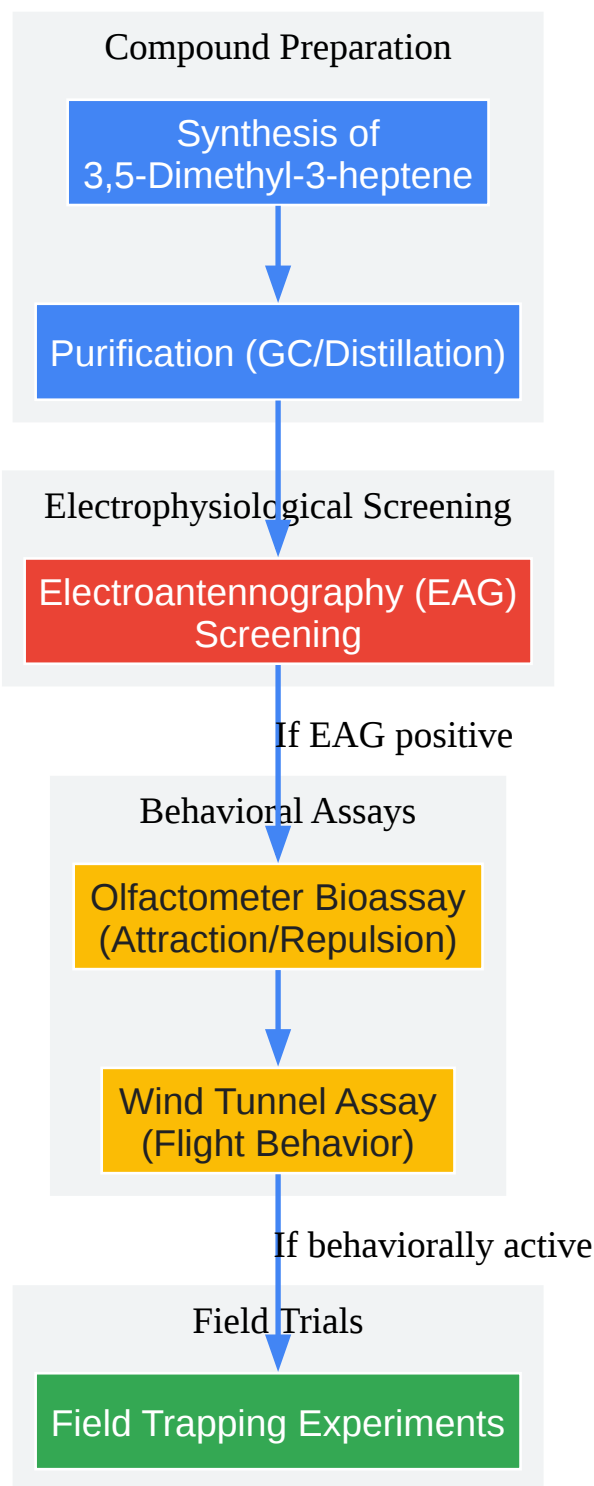 Compound Preparation
Synthesis of
3,5-Dimethyl-3-heptene
Purification (GC/Distillation)
Electrophysiological Screening
Electroantennography (EAG)
Screening
If EAG positive
Behavioral Assays
Olfactometer Bioassay
(Attraction/Repulsion)
Wind Tunnel Assay
(Flight Behavior)
If behaviorally active
Field Trials
Field Trapping Experiments